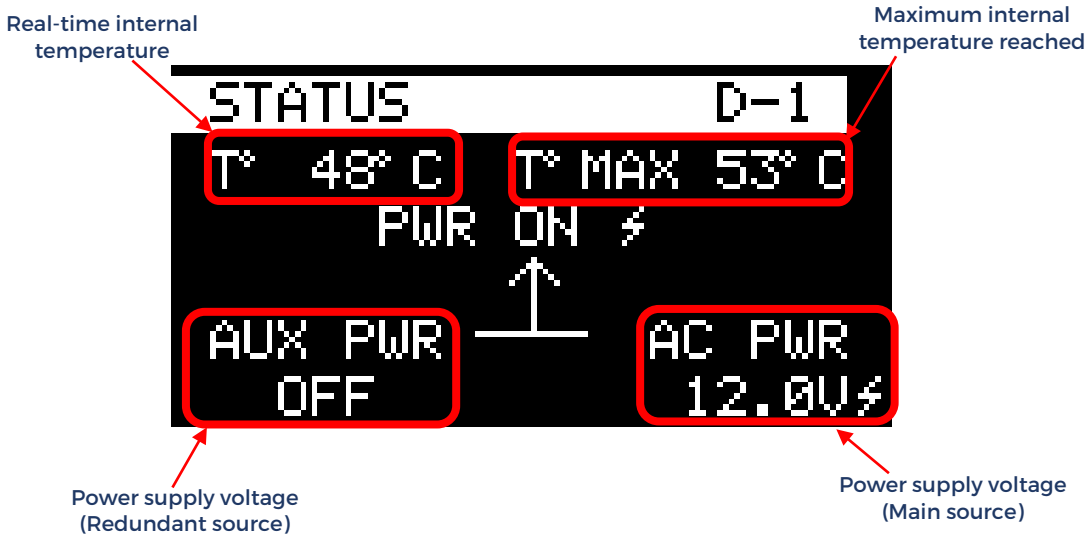 Real-time internal
temperature
Maximum internal
temperature reached
STATUS D-1
T° 48° C T° MAX 53° C
PWR ON ⚡
AUX PWR AC PWR
OFF 12.0V⚡
Power supply voltage
(Redundant source)
Power supply voltage
(Main source)